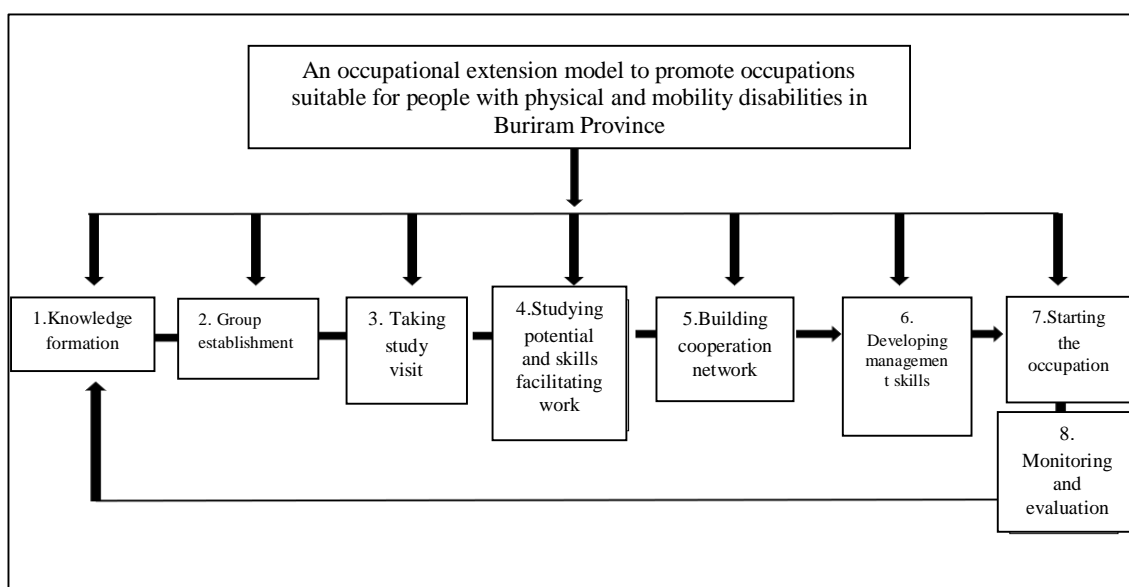 An occupational extension model to promote occupations
suitable for people with physical and mobility disabilities in
Buriram Province
1.Knowledge
formation
2. Group
establishment
3. Taking
study
visit
4.Studying
potential
and skills
facilitating
work
5.Building
cooperation
network
6.
Developing
managemen
t skills
7.Starting
the
occupation
8.
Monitoring
and
evaluation